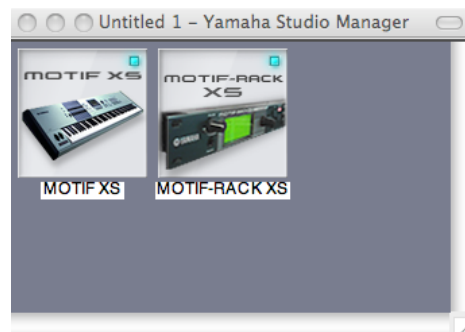 Untitled 1 – Yamaha Studio Manager
MOTIF XS
MOTIF-RACK
XS
MOTIF XS
MOTIF-RACK XS